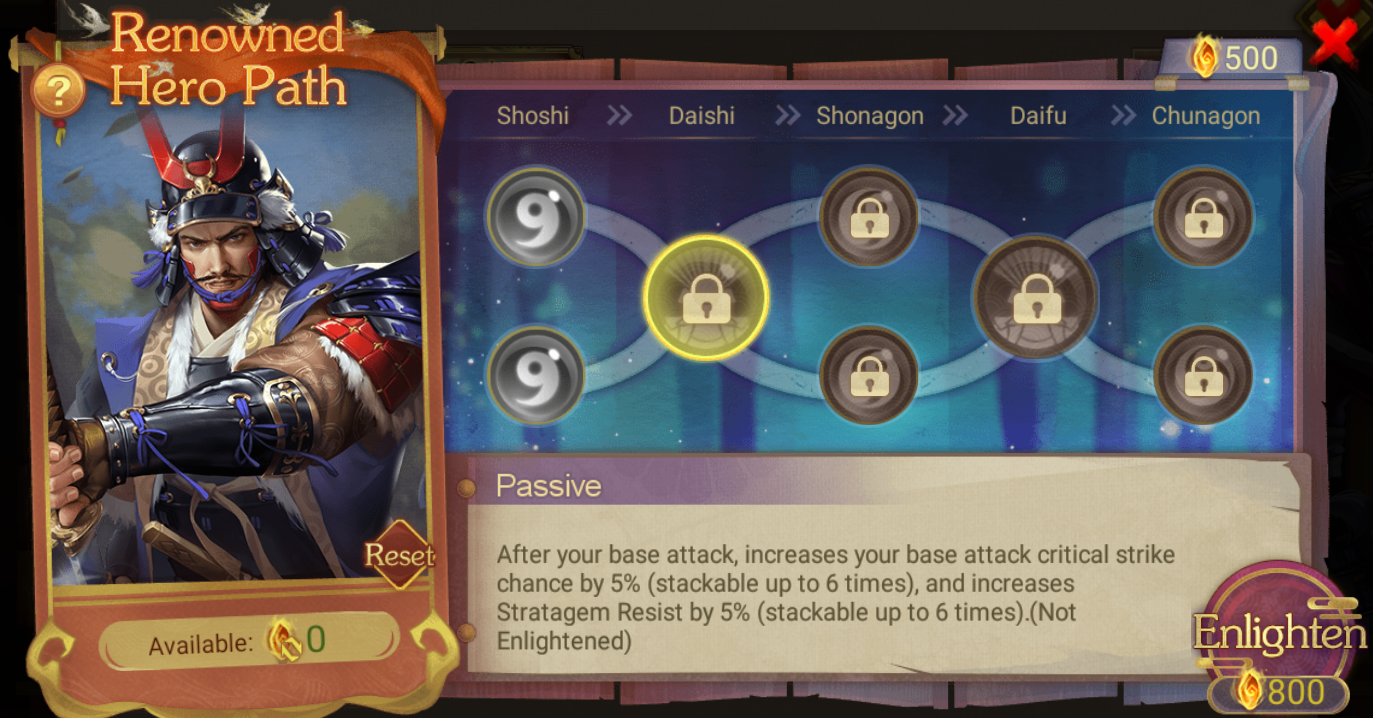 Renowned
Hero Path
?
500
Shoshi >> Daishi >> Shonagon >> Daifu >> Chunagon
Reset
Available: 0
Passive
After your base attack, increases your base attack critical strike
chance by 5% (stackable up to 6 times), and increases
Stratagem Resist by 5% (stackable up to 6 times).(Not
Enlightened)
Enlighten
800